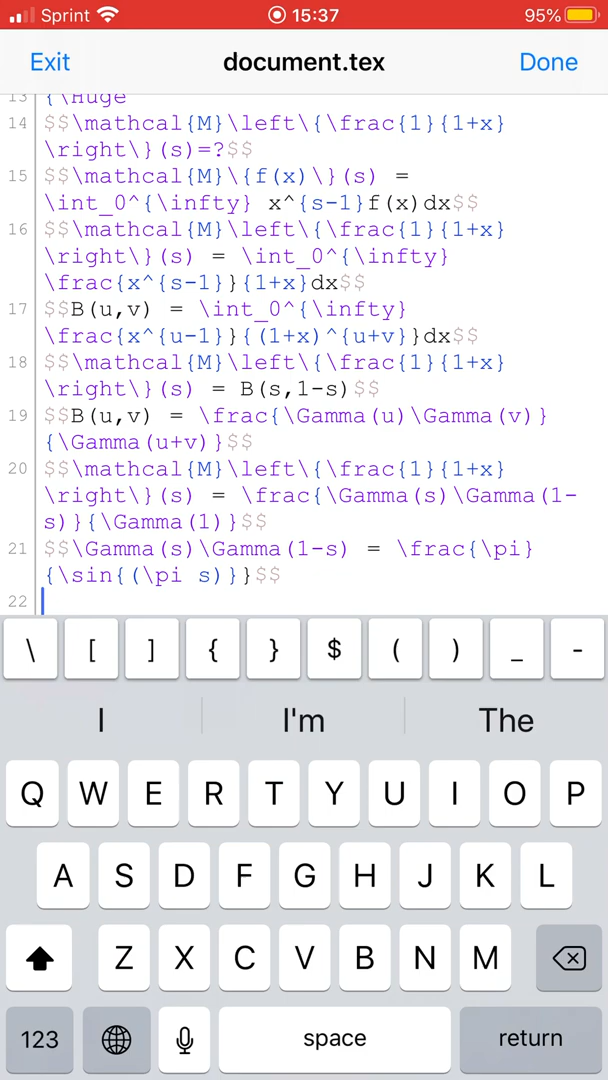 Sprint 15:37 95%
Exit document.tex Done
13 {\Huge
14 $$\mathcal{M}\left\{\frac{1}{1+x}
\right\}(s)=?$$
15 $$\mathcal{M}\{f(x)\}(s) =
\int_0^{\infty} x^{s-1}f(x)dx$$
16 $$\mathcal{M}\left\{\frac{1}{1+x}
\right\}(s) = \int_0^{\infty}
\frac{x^{s-1}}{1+x}dx$$
17 $$B(u,v) = \int_0^{\infty}
\frac{x^{u-1}}{(1+x)^{u+v}}dx$$
18 $$\mathcal{M}\left\{\frac{1}{1+x}
\right\}(s) = B(s,1-s)$$
19 $$B(u,v) = \frac{\Gamma(u)\Gamma(v)}
{\Gamma(u+v)}$$
20 $$\mathcal{M}\left\{\frac{1}{1+x}
\right\}(s) = \frac{\Gamma(s)\Gamma(1-
s)}{\Gamma(1)}$$
21 $$\Gamma(s)\Gamma(1-s) = \frac{\pi}
{\sin{(\pi s)}}$$
22
\ [ ] { } $ ( ) _ -
I I'm The
Q W E R T Y U I O P
A S D F G H J K L
Z X C V B N M
123 space return